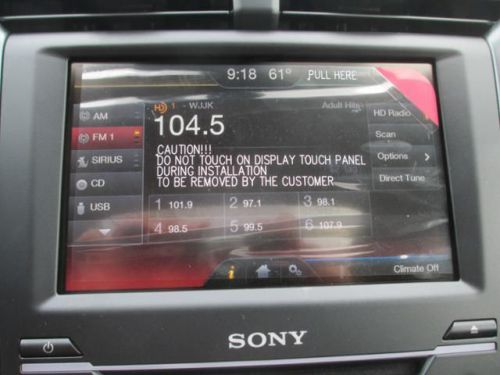 9:18 61° PULL HERE
AM
FM 1
SIRIUS
CD
USB
HD 1 - WJJK
Adult Hits
104.5
CAUTION!!!
DO NOT TOUCH ON DISPLAY TOUCH PANEL
DURING INSTALLATION
TO BE REMOVED BY THE CUSTOMER
1 101.9
2 97.1
3 98.1
4 98.5
5 99.5
6 107.9
HD Radio
Scan
Options >
Direct Tune
i
Climate Off
SONY